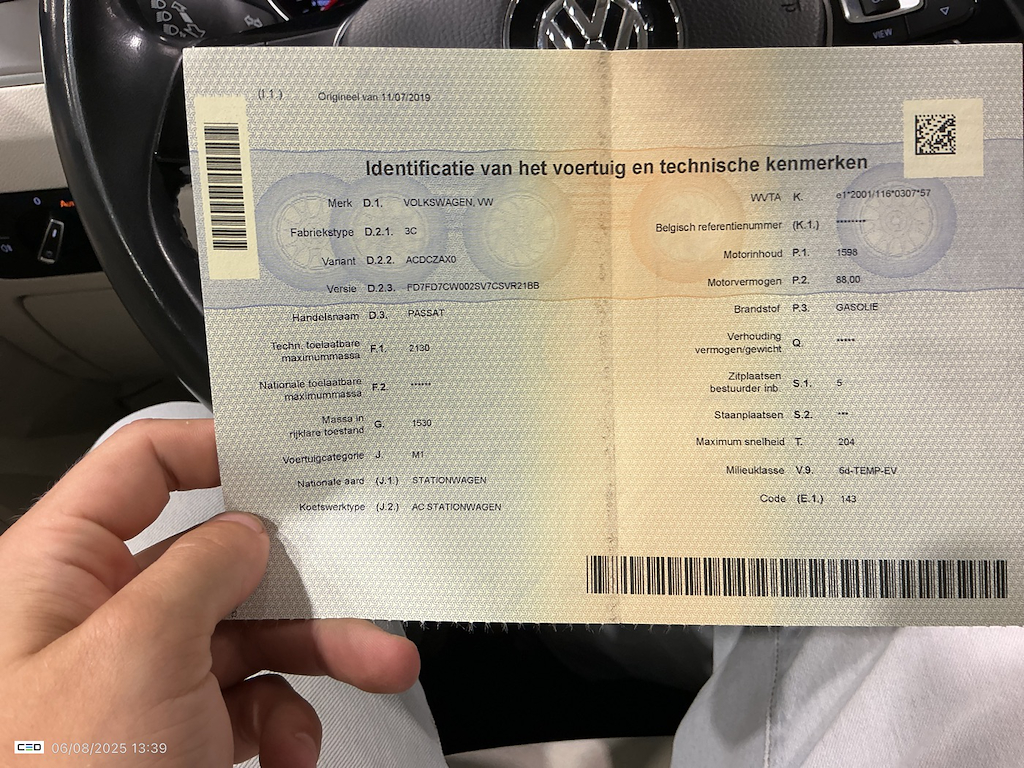 VIEW
(I.1.) Origineel van 11/07/2019
Identificatie van het voertuig en technische kenmerken
Merk D.1. VOLKSWAGEN, VW
Fabriekstype D.2.1. 3C
Variant D.2.2. ACDCZAX0
Versie D.2.3. FD7FD7CW002SV7CSVR21BB
Handelsnaam D.3. PASSAT
Techn. toelaatbare
maximummassa F.1. 2130
Nationale toelaatbare
maximummassa F.2. ******
Massa in
rijklare toestand G. 1530
Voertuigcategorie J. M1
Nationale aard (J.1.) STATIONWAGEN
Koetswerktype (J.2.) AC STATIONWAGEN
WVTA K. e1*2001/116*0307*57
Belgisch referentienummer (K.1.) ********
Motorinhoud P.1. 1598
Motorvermogen P.2. 88,00
Brandstof P.3. GASOLIE
Verhouding
vermogen/gewicht Q. *****
Zitplaatsen
bestuurder inb. S.1. 5
Staanplaatsen S.2. ***
Maximum snelheid T. 204
Milieuklasse V.9. 6d-TEMP-EV
Code (E.1.) 143
CEO 06/08/2025 13:39